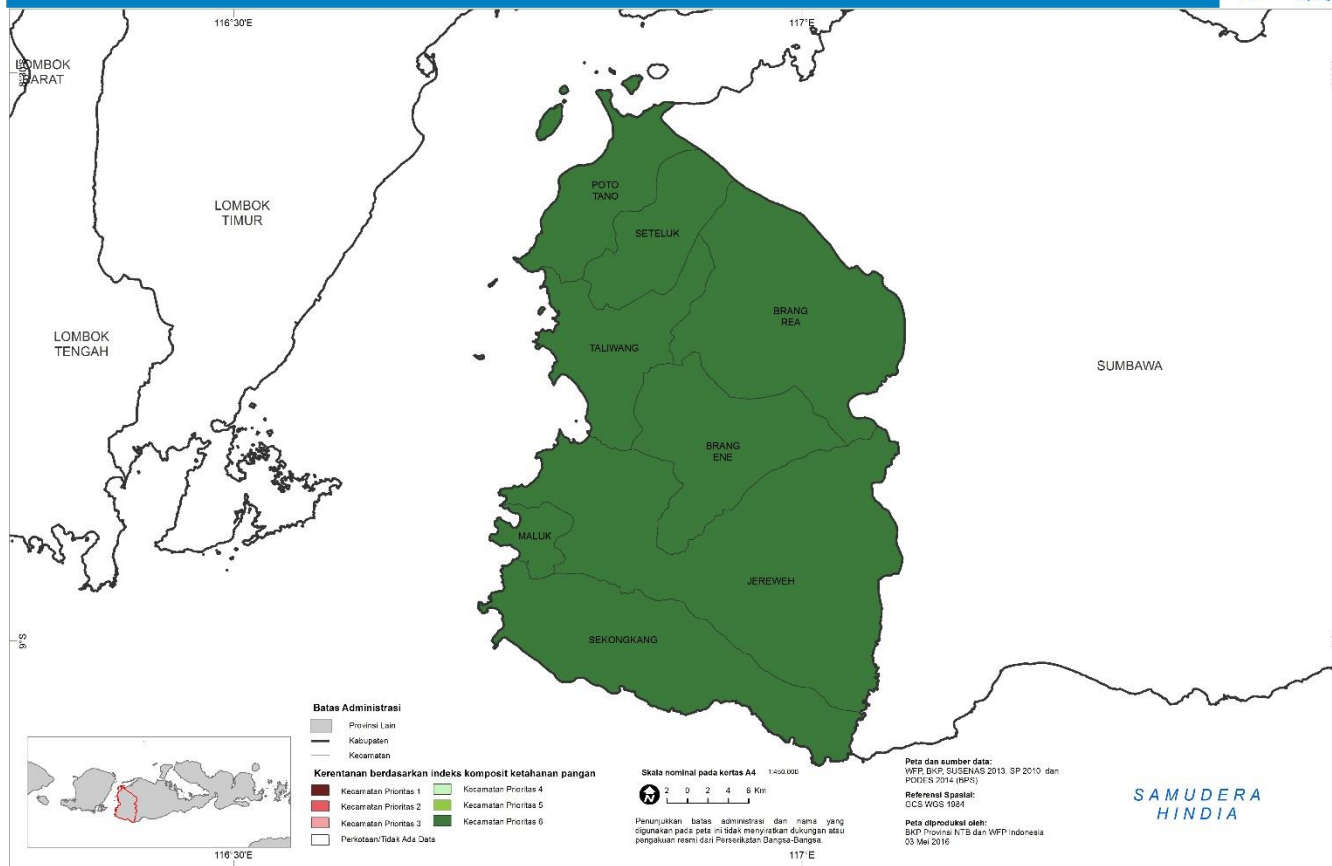 116°30'E
117°E
LOMBOK
BARAT
LOMBOK
TIMUR
LOMBOK
TENGAH
POTO
TANO
SETELUK
BRANG
REA
TALIWANG
SUMBAWA
BRANG
ENE
MALUK
JEREWEH
SEKONGKANG
9°S
Batas Administrasi
Provinsi Lain
Kabupaten
Kecamatan
Kerentanan berdasarkan indeks komposit ketahanan pangan
Kecamatan Prioritas 1
Kecamatan Prioritas 2
Kecamatan Prioritas 3
Perkotaan/Tidak Ada Data
Kecamatan Prioritas 4
Kecamatan Prioritas 5
Kecamatan Prioritas 6
Skala nominal pada kertas A4 1:450.000
2 0 2 4 6 Km
Penunjukkan batas administrasi dan nama yang
digunakan pada peta ini tidak menyiratkan dukungan atau
pengakuan resmi dari Perserikatan Bangsa-Bangsa.
Peta dan sumber data:
WFP, BKP, SUSENAS 2013, SP 2010 dan
PODES 2014 (BPS)
Referensi Spasial:
GCS WGS 1984
Peta diproduksi oleh:
BKP Provinsi NTB dan WFP Indonesia
03 Mei 2016
SAMUDERA
HINDIA
116°30'E
117°E